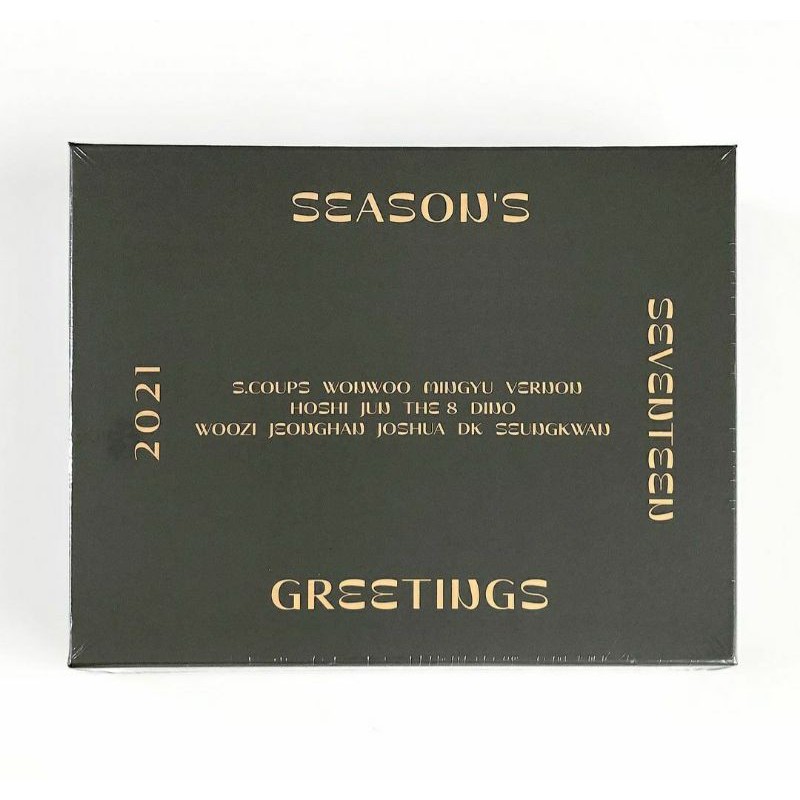 SEASON'S
2021
S.COUPS WONWOO MINGYU VERNON
HOSHI JUN THE 8 DINO
WOOZI JEONGHAN JOSHUA DK SEUNGKWAN
SEVENTEEN
GREETINGS